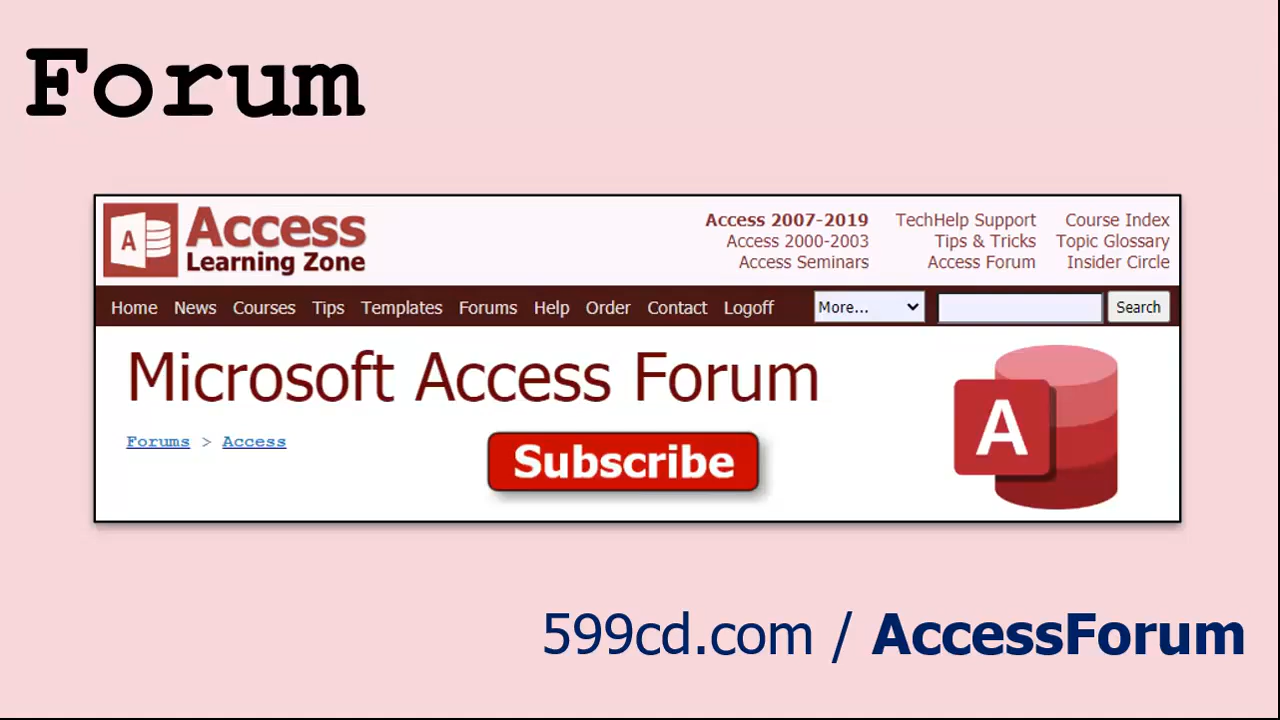 Forum
A Access
Learning Zone
Access 2007-2019 TechHelp Support Course Index
Access 2000-2003 Tips & Tricks Topic Glossary
Access Seminars Access Forum Insider Circle
Home News Courses Tips Templates Forums Help Order Contact Logoff More... Search
Microsoft Access Forum
Forums > Access
Subscribe
A
599cd.com / AccessForum